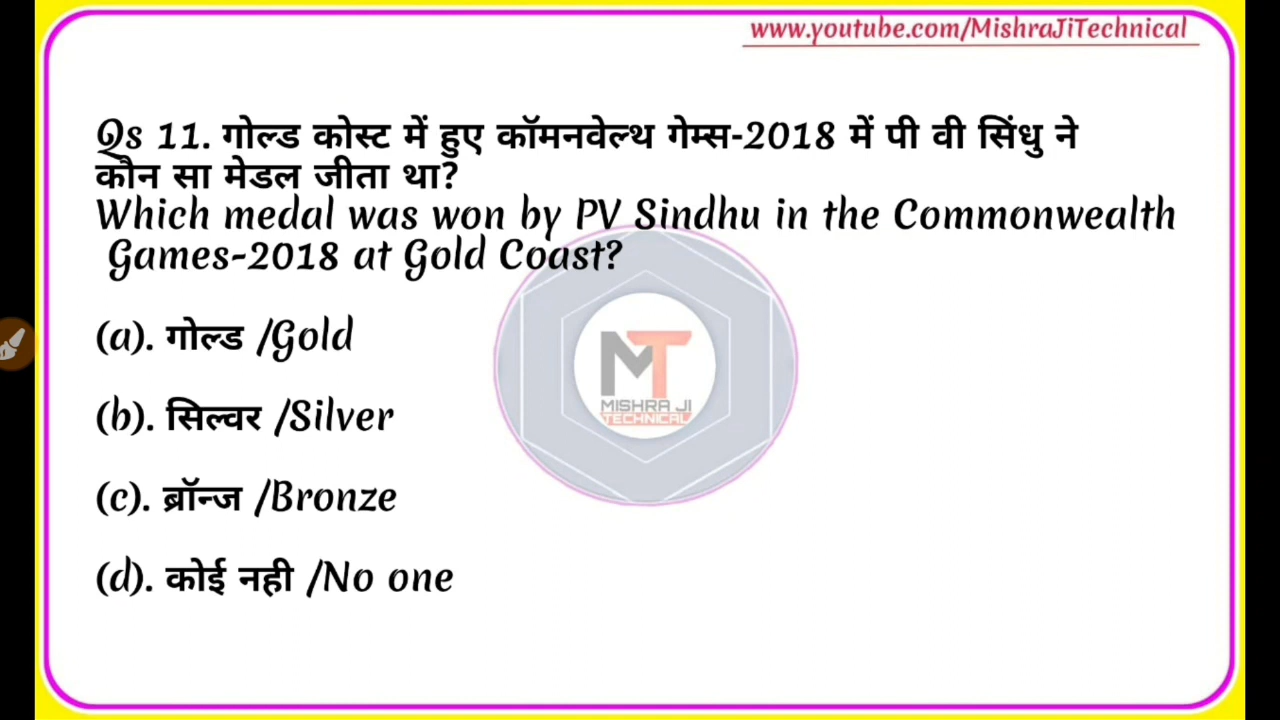 www.youtube.com/MishraJiTechnical
Qs 11. गोल्ड कोस्ट में हुए कॉमनवेल्थ गेम्स-2018 में पी वी सिंधु ने
कौन सा मेडल जीता था?
Which medal was won by PV Sindhu in the Commonwealth
Games-2018 at Gold Coast?
(a). गोल्ड /Gold
(b). सिल्वर /Silver
MT
MISHRA JI
TECHNICAL
(c). ब्रॉन्ज /Bronze
(d). कोई नही /No one